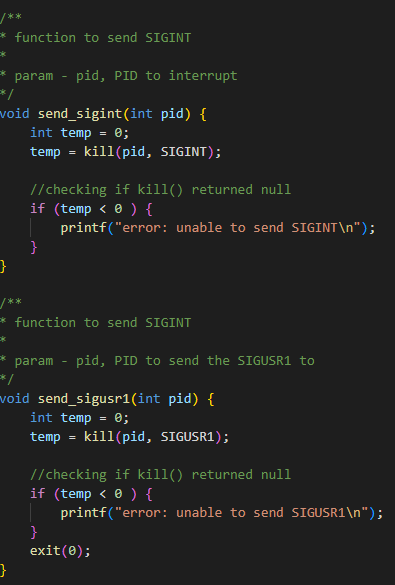 /**
* function to send SIGINT
*
* param - pid, PID to interrupt
*/
void send_sigint(int pid) {
    int temp = 0;
    temp = kill(pid, SIGINT);

    //checking if kill() returned null
    if (temp < 0 ) {
        printf("error: unable to send SIGINT\n");
    }
}

/**
* function to send SIGINT
*
* param - pid, PID to send the SIGUSR1 to
*/
void send_sigusr1(int pid) {
    int temp = 0;
    temp = kill(pid, SIGUSR1);

    //checking if kill() returned null
    if (temp < 0 ) {
        printf("error: unable to send SIGUSR1\n");
    }
    exit(0);
}